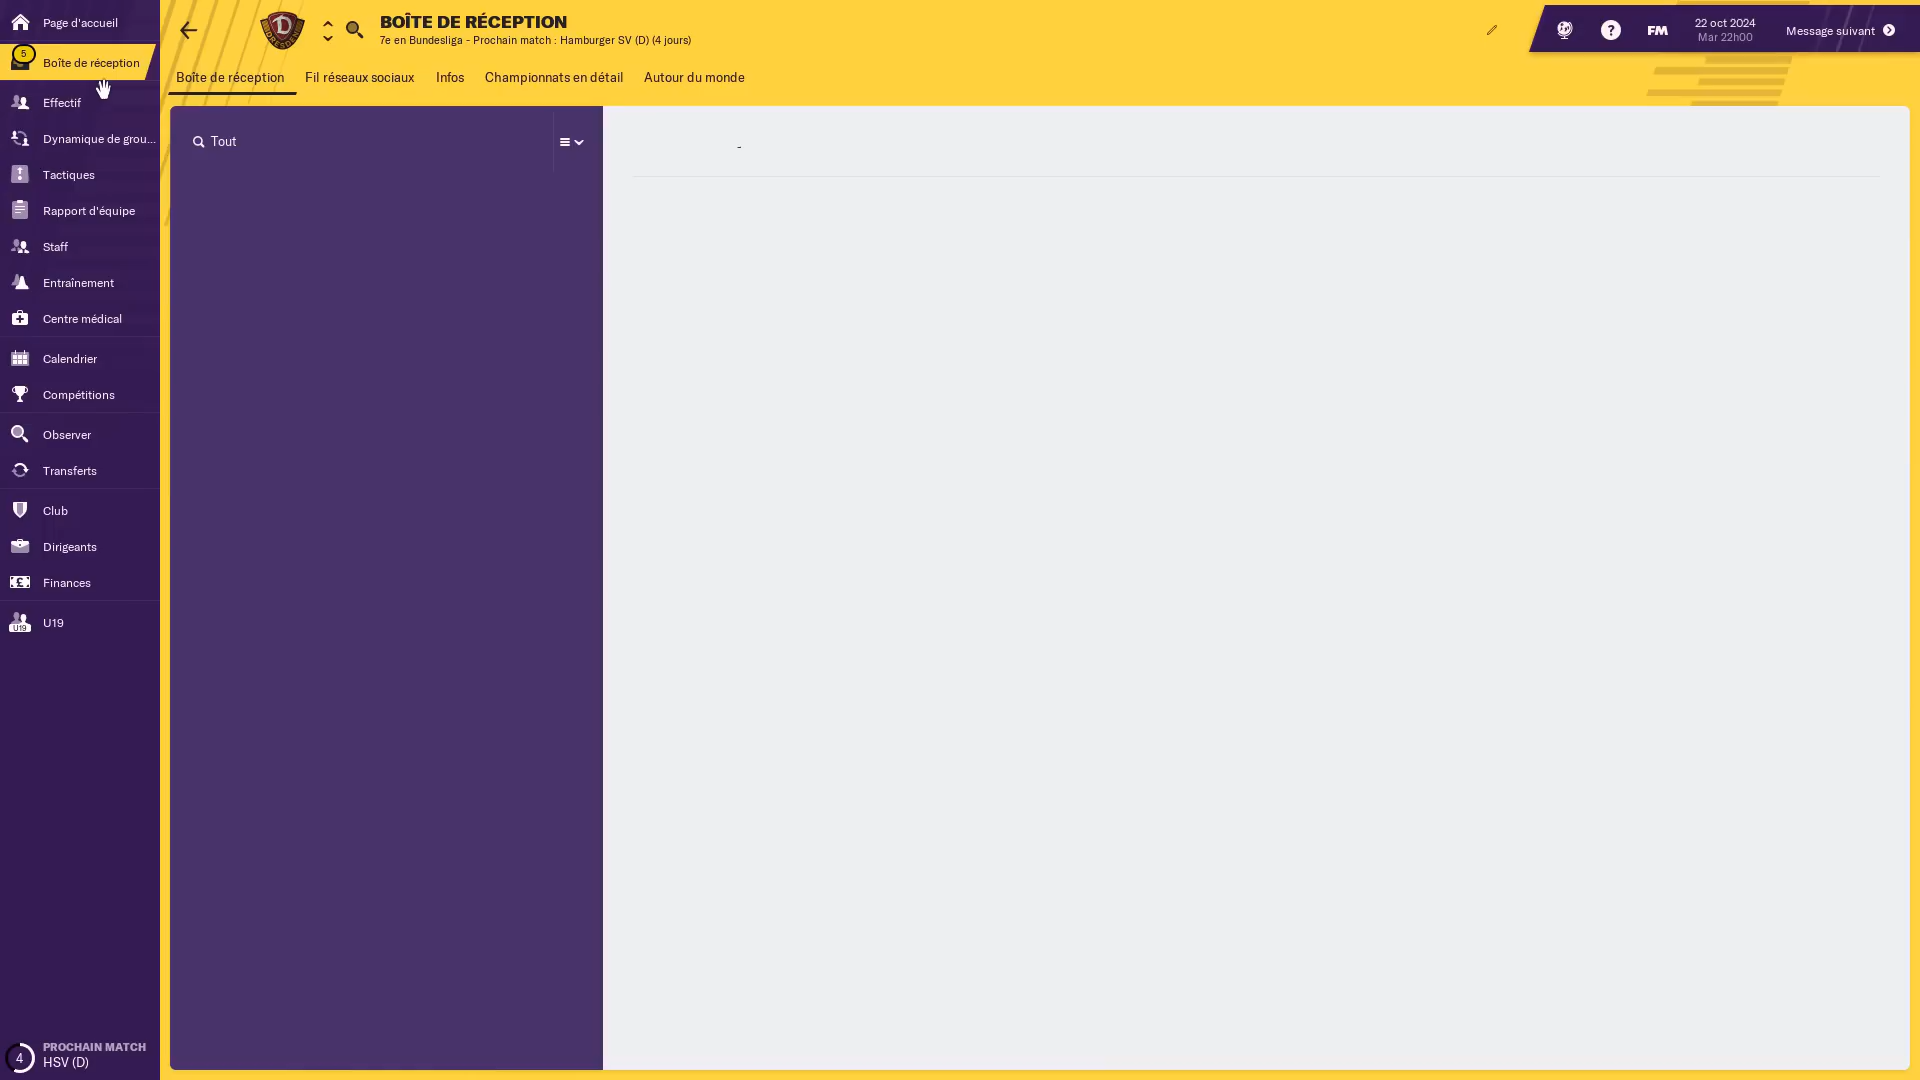 Page d'accueil
5
Boîte de réception
Effectif
Dynamique de grou...
Tactiques
Rapport d'équipe
Staff
Entraînement
Centre médical
Calendrier
Compétitions
Observer
Transferts
Club
Dirigeants
Finances
U19
U19
4
PROCHAIN MATCH
HSV (D)
D
BOÎTE DE RÉCEPTION
7e en Bundesliga - Prochain match : Hamburger SV (D) (4 jours)
?
FM
22 oct 2024
Mar 22h00
Message suivant
Boîte de réception
Fil réseaux sociaux
Infos
Championnats en détail
Autour du monde
Tout
-